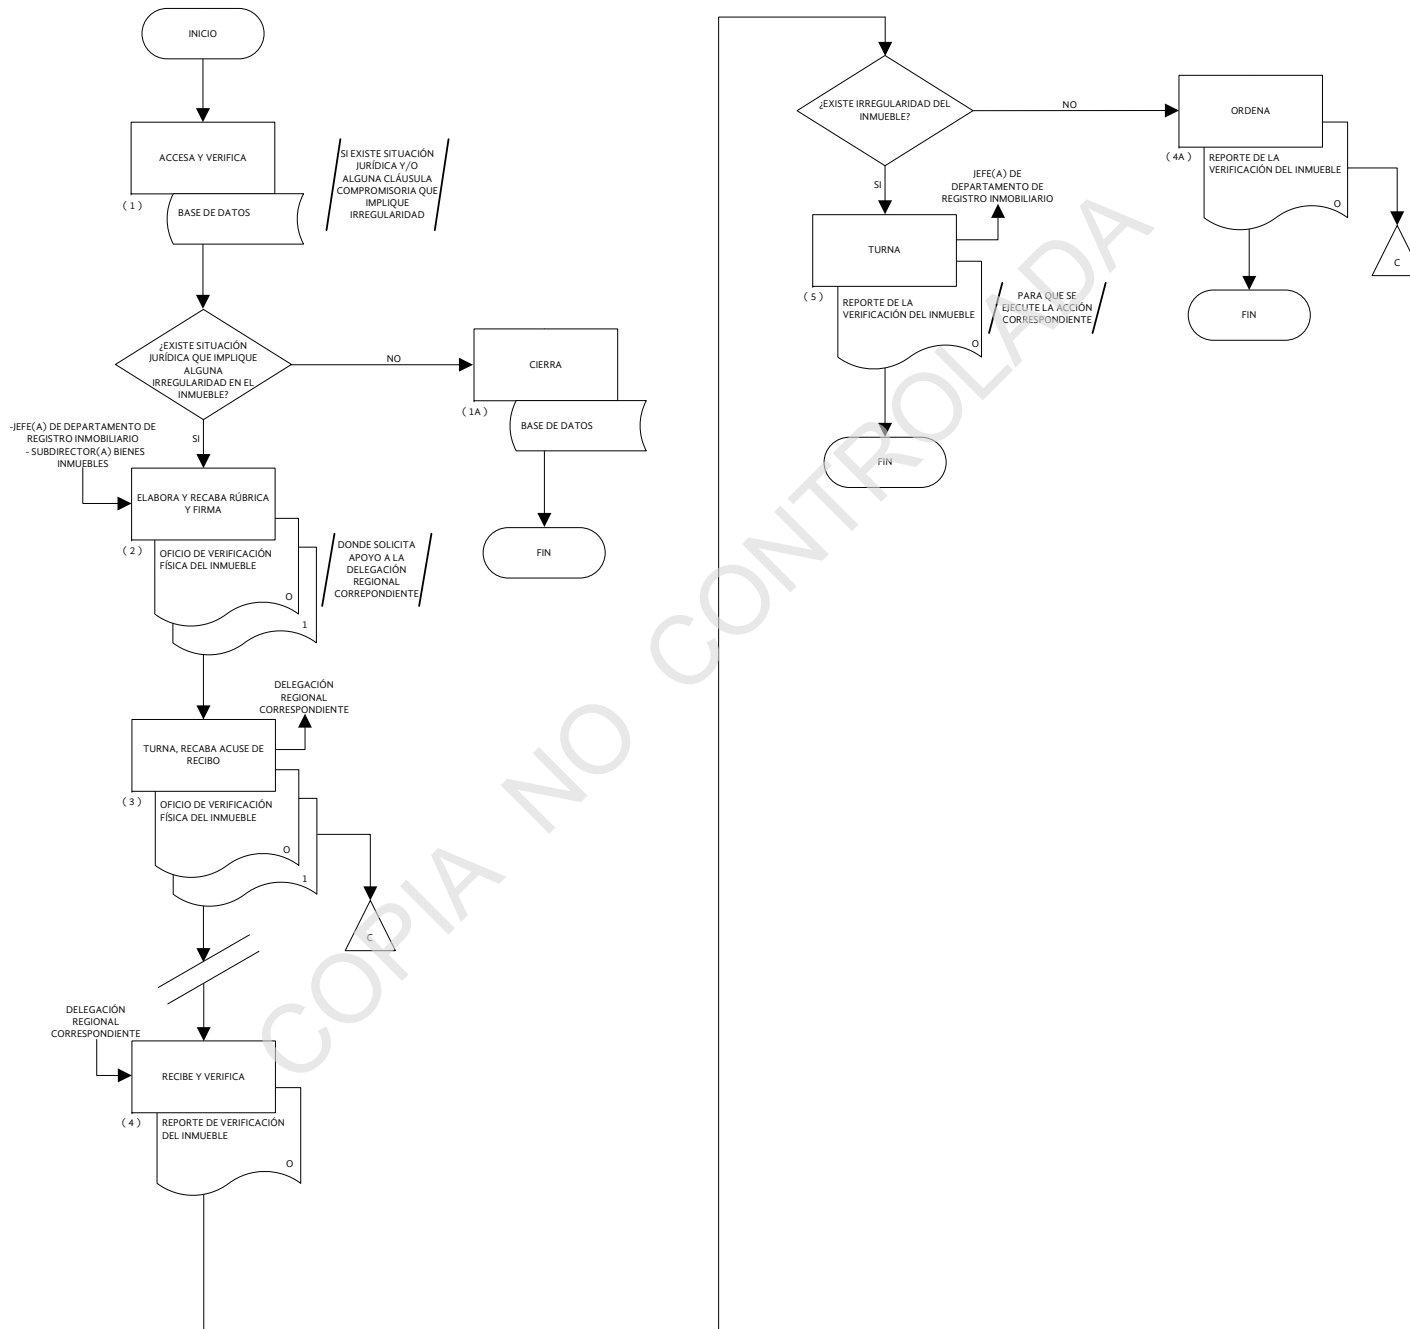 INICIO
ACCESA Y VERIFICA
( 1 )
BASE DE DATOS
SI EXISTE SITUACIÓN
JURÍDICA Y/O
ALGUNA CLÁUSULA
COMPROMISORIA QUE
IMPLIQUE
IRREGULARIDAD
¿EXISTE SITUACIÓN
JURÍDICA QUE IMPLIQUE
ALGUNA
IRREGULARIDAD EN EL
INMUEBLE?
NO
CIERRA
( 1A )
BASE DE DATOS
FIN
SI
-JEFE(A) DE DEPARTAMENTO DE
REGISTRO INMOBILIARIO
- SUBDIRECTOR(A) BIENES
INMUEBLES
ELABORA Y RECABA RÚBRICA
Y FIRMA
( 2 )
OFICIO DE VERIFICACIÓN
FÍSICA DEL INMUEBLE
O
1
DONDE SOLICITA
APOYO A LA
DELEGACIÓN
REGIONAL
CORREPONDIENTE
DELEGACIÓN
REGIONAL
CORRESPONDIENTE
TURNA, RECABA ACUSE DE
RECIBO
( 3 )
OFICIO DE VERIFICACIÓN
FÍSICA DEL INMUEBLE
O
1
C
DELEGACIÓN
REGIONAL
CORRESPONDIENTE
RECIBE Y VERIFICA
( 4 )
REPORTE DE VERIFICACIÓN
DEL INMUEBLE
O
¿EXISTE IRREGULARIDAD DEL
INMUEBLE?
NO
ORDENA
( 4A )
REPORTE DE LA
VERIFICACIÓN DEL INMUEBLE
O
C
FIN
SI
JEFE(A) DE
DEPARTAMENTO DE
REGISTRO INMOBILIARIO
TURNA
( 5 )
REPORTE DE LA
VERIFICACIÓN DEL INMUEBLE
O
PARA QUE SE
EJECUTE LA ACCIÓN
CORRESPONDIENTE
FIN
COPIA NO CONTROLADA